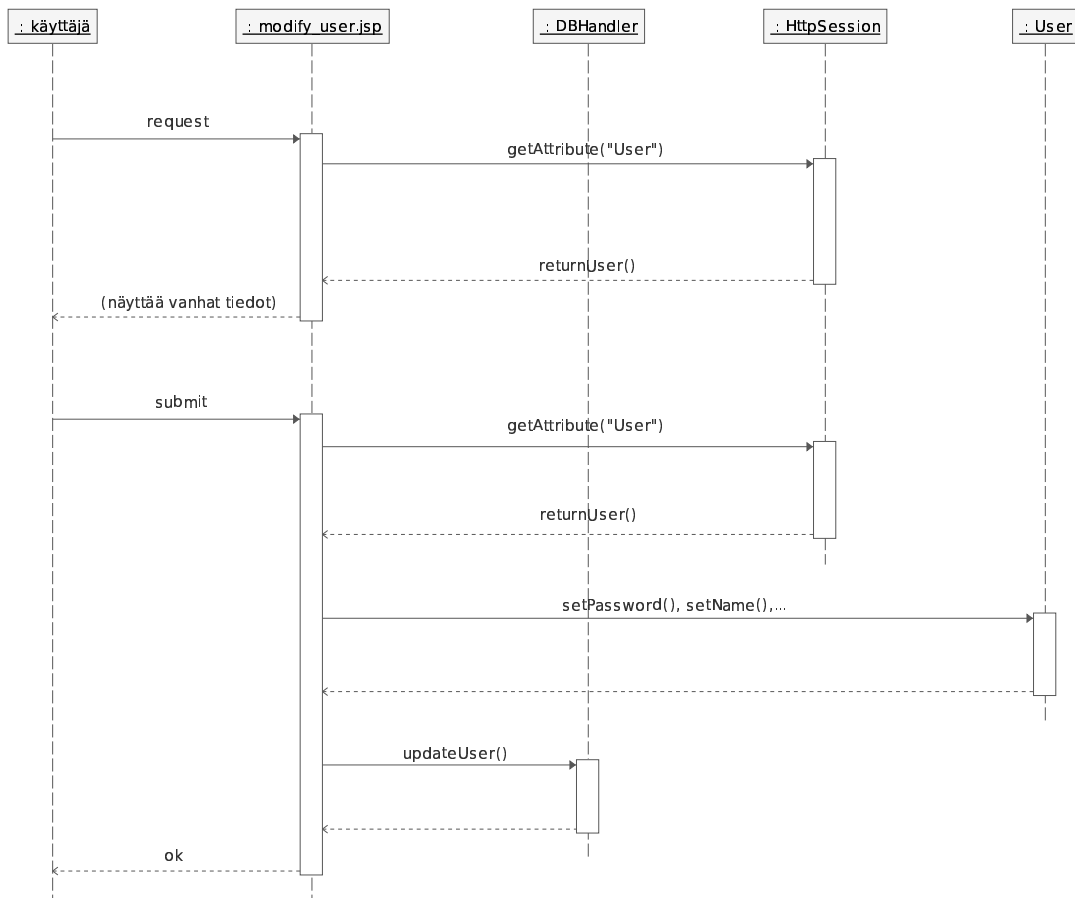 : käyttäjä
: modify_user.jsp
: DBHandler
: HttpSession
: User
request
getAttribute("User")
returnUser()
(näyttää vanhat tiedot)
submit
getAttribute("User")
returnUser()
setPassword(), setName(),...
updateUser()
ok